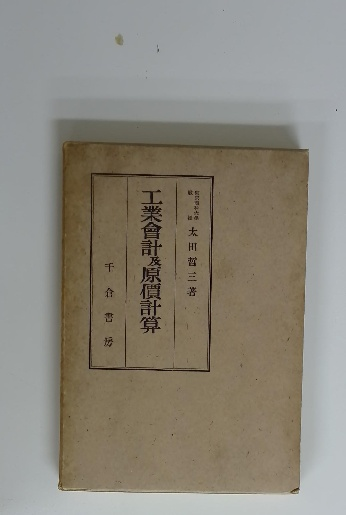 太田哲三著
工業會計及原價計算
千倉書房